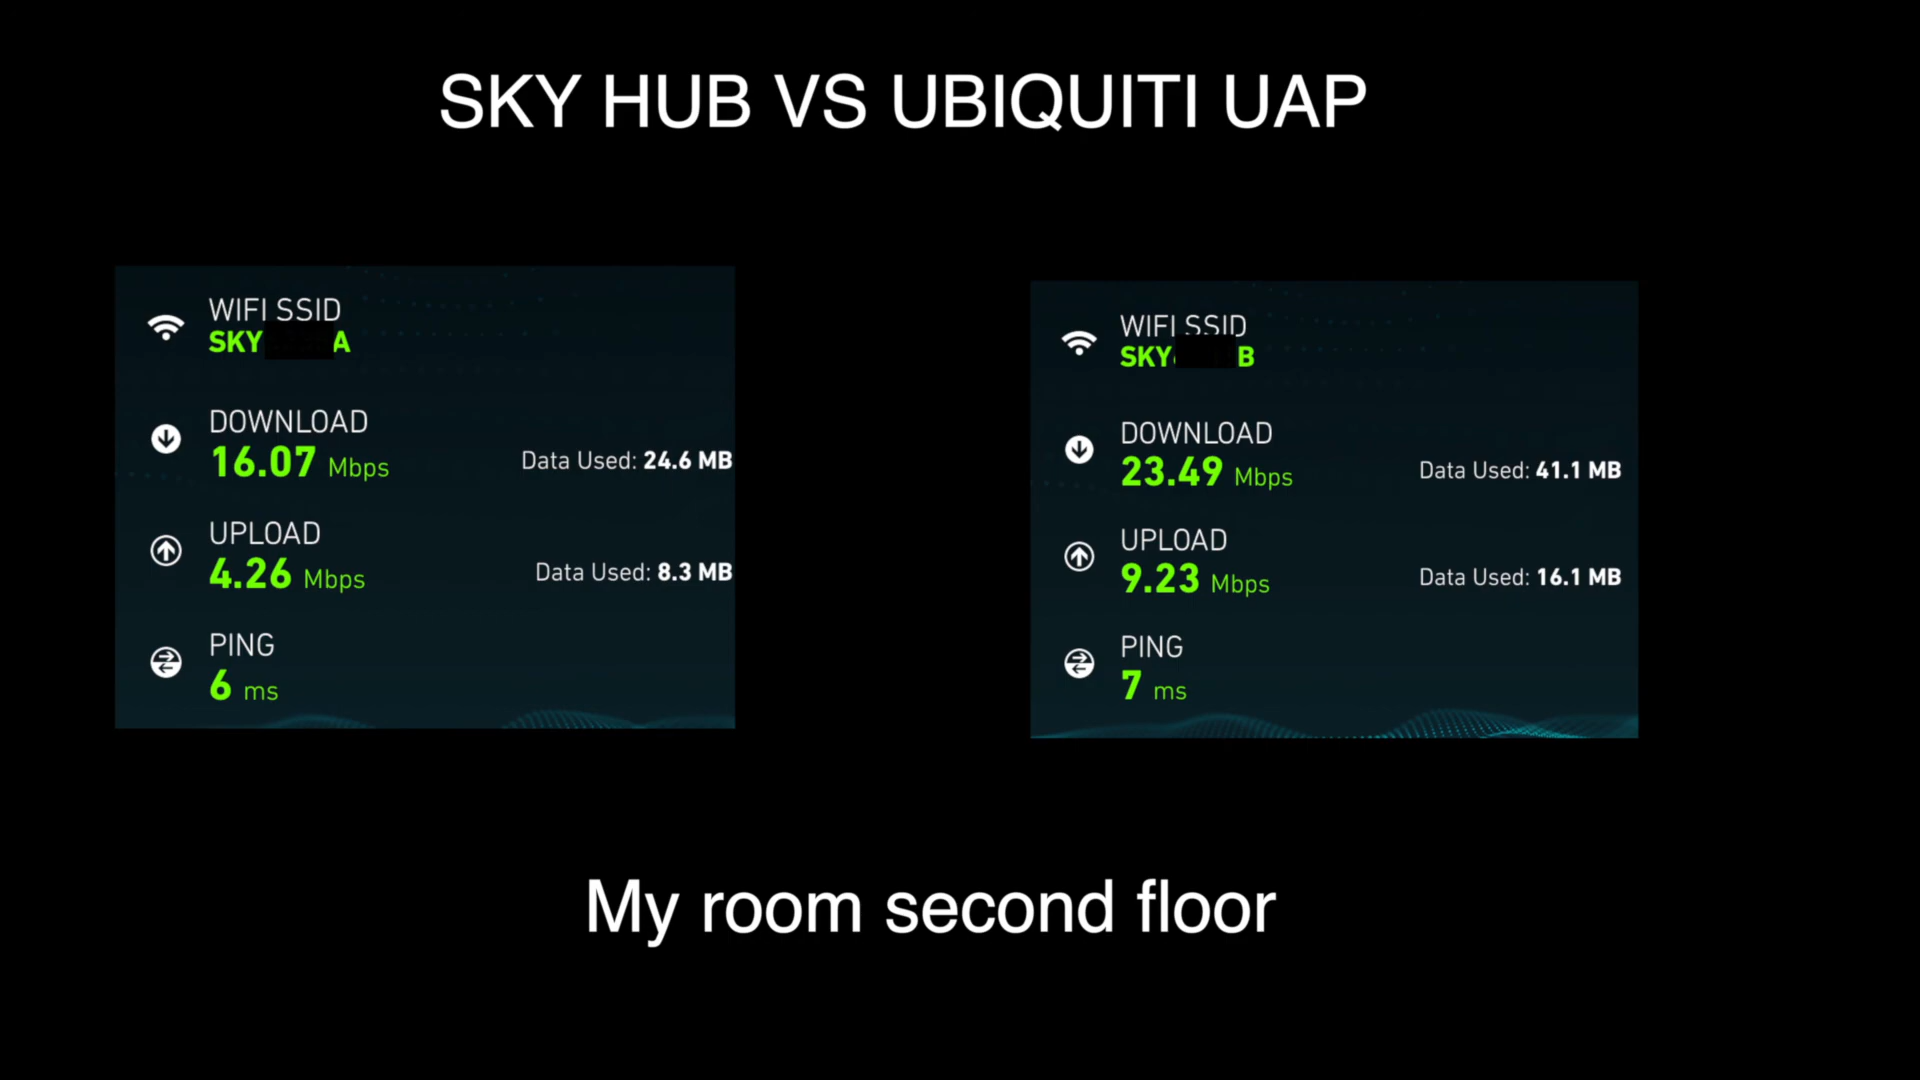 SKY HUB VS UBIQUITI UAP
WIFI SSID
SKY A
DOWNLOAD
16.07 Mbps
Data Used: 24.6 MB
UPLOAD
4.26 Mbps
Data Used: 8.3 MB
PING
6 ms
WIFI SSID
SKY B
DOWNLOAD
23.49 Mbps
Data Used: 41.1 MB
UPLOAD
9.23 Mbps
Data Used: 16.1 MB
PING
7 ms
My room second floor